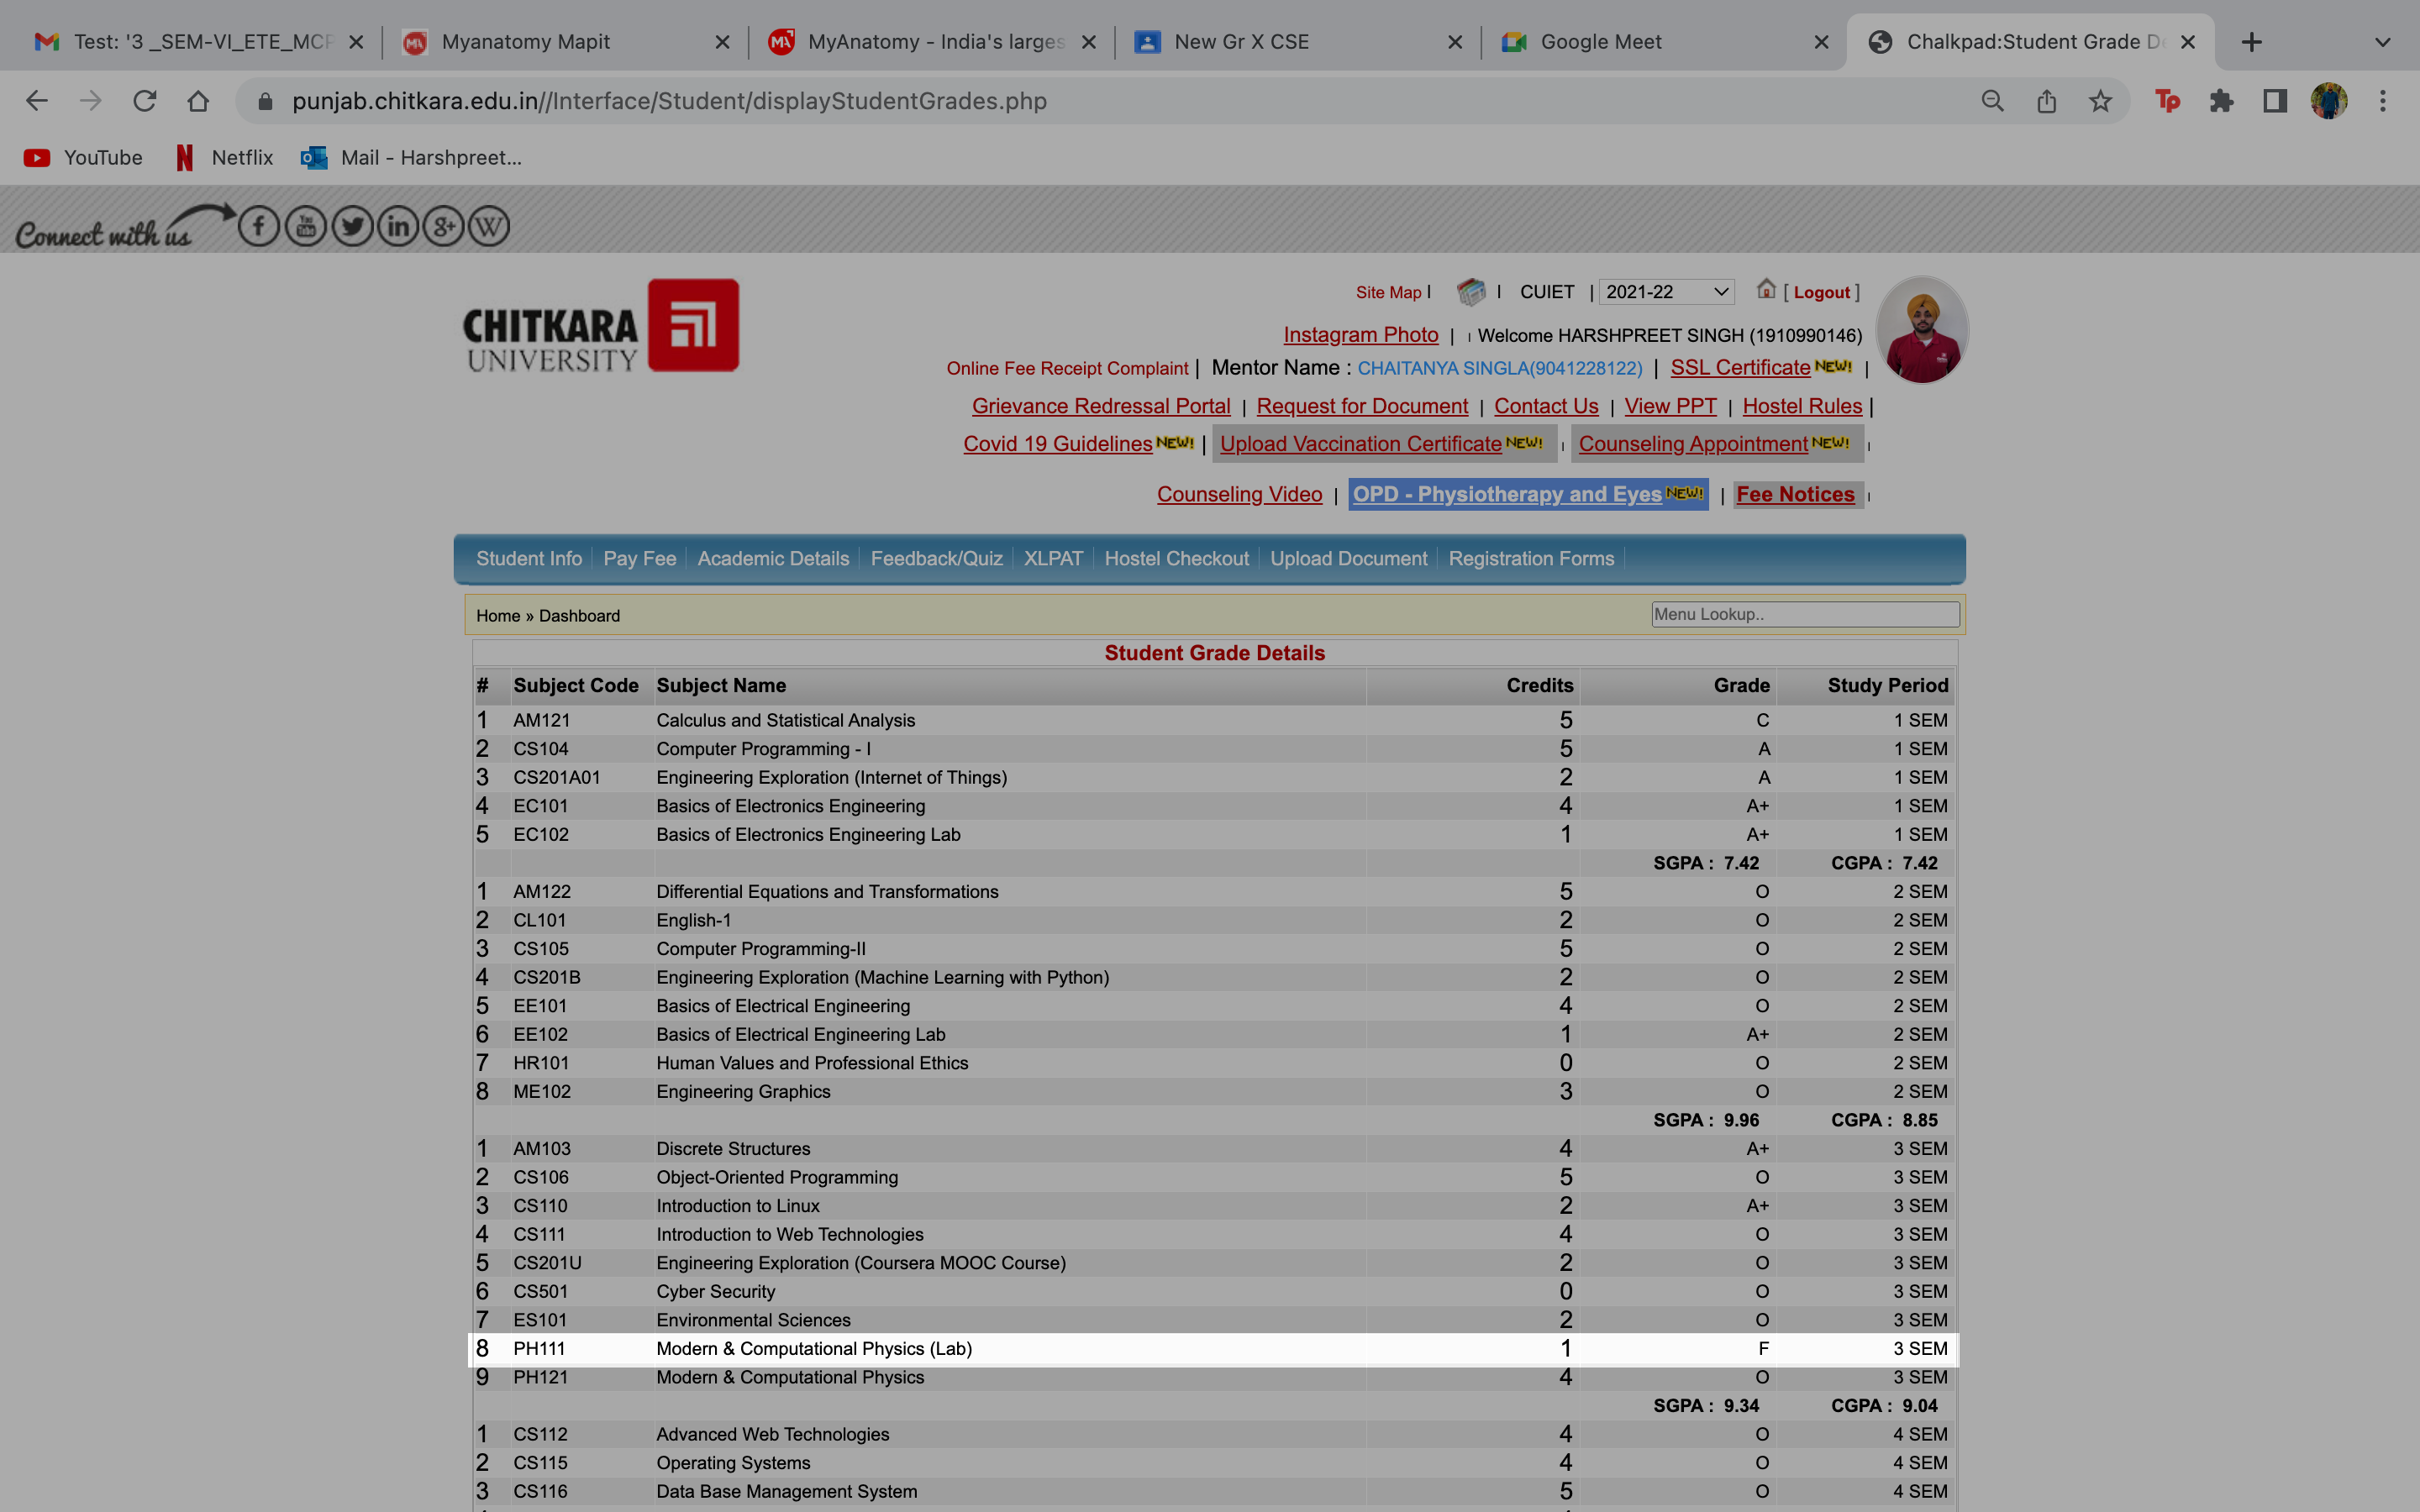 Test: '3 _SEM-VI_ETE_MCP
Myanatomy Mapit
MyAnatomy - India's larges
New Gr X CSE
Google Meet
Chalkpad:Student Grade De
punjab.chitkara.edu.in//Interface/Student/displayStudentGrades.php
YouTube Netflix Mail - Harshpreet...
Connect with us
CHITKARA
UNIVERSITY
Site Map | | CUIET | 2021-22 [ Logout ]
Instagram Photo | Welcome HARSHPREET SINGH (1910990146)
Online Fee Receipt Complaint | Mentor Name : CHAITANYA SINGLA(9041228122) | SSL Certificate NEW! |
Grievance Redressal Portal | Request for Document | Contact Us | View PPT | Hostel Rules |
Covid 19 Guidelines NEW! | Upload Vaccination Certificate NEW! | Counseling Appointment NEW! |
Counseling Video | OPD - Physiotherapy and Eyes NEW! | Fee Notices |
Student Info Pay Fee Academic Details Feedback/Quiz XLPAT Hostel Checkout Upload Document Registration Forms
Home » Dashboard Menu Lookup..
Student Grade Details
# Subject Code Subject Name Credits Grade Study Period
1 AM121 Calculus and Statistical Analysis 5 C 1 SEM
2 CS104 Computer Programming - I 5 A 1 SEM
3 CS201A01 Engineering Exploration (Internet of Things) 2 A 1 SEM
4 EC101 Basics of Electronics Engineering 4 A+ 1 SEM
5 EC102 Basics of Electronics Engineering Lab 1 A+ 1 SEM
SGPA : 7.42 CGPA : 7.42
1 AM122 Differential Equations and Transformations 5 O 2 SEM
2 CL101 English-1 2 O 2 SEM
3 CS105 Computer Programming-II 5 O 2 SEM
4 CS201B Engineering Exploration (Machine Learning with Python) 2 O 2 SEM
5 EE101 Basics of Electrical Engineering 4 O 2 SEM
6 EE102 Basics of Electrical Engineering Lab 1 A+ 2 SEM
7 HR101 Human Values and Professional Ethics 0 O 2 SEM
8 ME102 Engineering Graphics 3 O 2 SEM
SGPA : 9.96 CGPA : 8.85
1 AM103 Discrete Structures 4 A+ 3 SEM
2 CS106 Object-Oriented Programming 5 O 3 SEM
3 CS110 Introduction to Linux 2 A+ 3 SEM
4 CS111 Introduction to Web Technologies 4 O 3 SEM
5 CS201U Engineering Exploration (Coursera MOOC Course) 2 O 3 SEM
6 CS501 Cyber Security 0 O 3 SEM
7 ES101 Environmental Sciences 2 O 3 SEM
8 PH111 Modern & Computational Physics (Lab) 1 F 3 SEM
9 PH121 Modern & Computational Physics 4 O 3 SEM
SGPA : 9.34 CGPA : 9.04
1 CS112 Advanced Web Technologies 4 O 4 SEM
2 CS115 Operating Systems 4 O 4 SEM
3 CS116 Data Base Management System 5 O 4 SEM